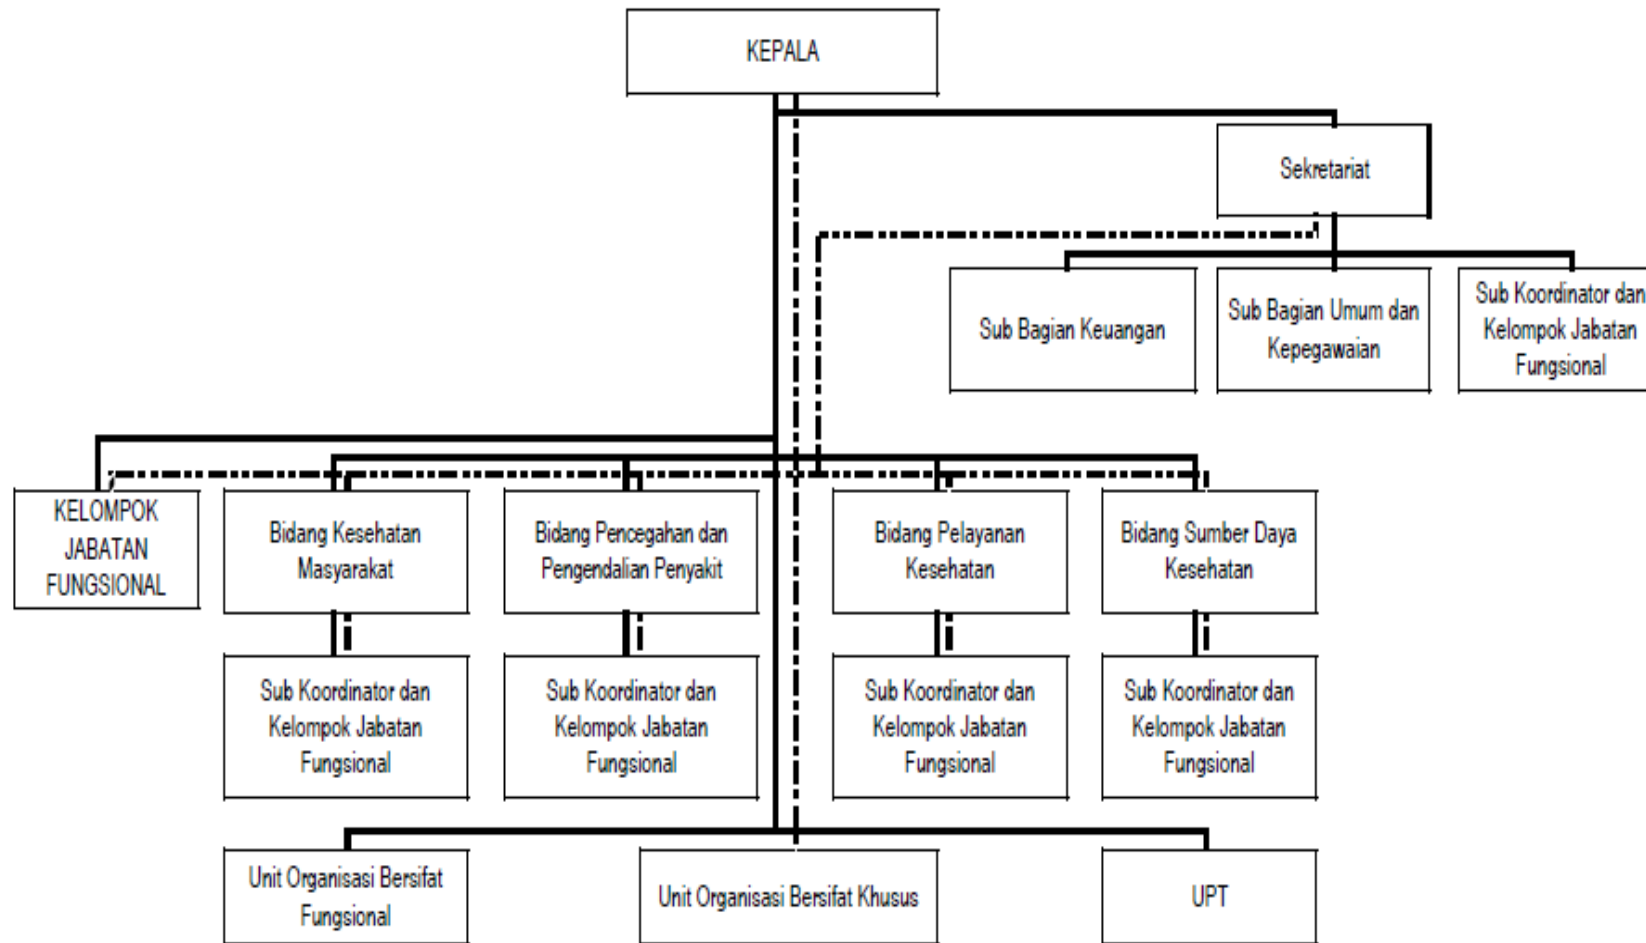 KEPALA
Sekretariat
Sub Bagian Keuangan
Sub Bagian Umum dan
Kepegawaian
Sub Koordinator dan
Kelompok Jabatan
Fungsional
KELOMPOK
JABATAN
FUNGSIONAL
Bidang Kesehatan
Masyarakat
Bidang Pencegahan dan
Pengendalian Penyakit
Bidang Pelayanan
Kesehatan
Bidang Sumber Daya
Kesehatan
Sub Koordinator dan
Kelompok Jabatan
Fungsional
Sub Koordinator dan
Kelompok Jabatan
Fungsional
Sub Koordinator dan
Kelompok Jabatan
Fungsional
Sub Koordinator dan
Kelompok Jabatan
Fungsional
Unit Organisasi Bersifat
Fungsional
Unit Organisasi Bersifat Khusus
UPT